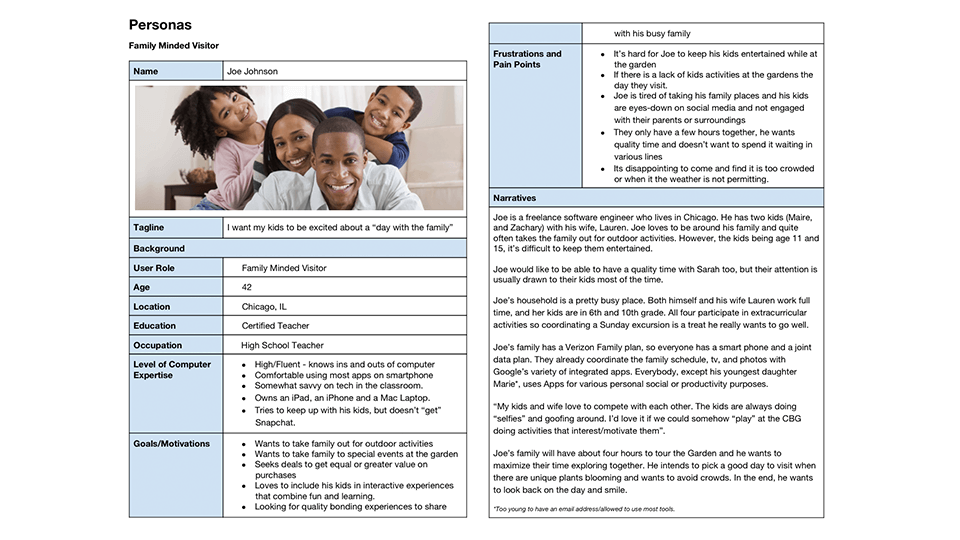 Personas
Family Minded Visitor
Name
Joe Johnson
Tagline
I want my kids to be excited about a “day with the family”
Background
User Role
Family Minded Visitor
Age
42
Location
Chicago, IL
Education
Certified Teacher
Occupation
High School Teacher
Level of Computer
Expertise
• High/Fluent - knows ins and outs of computer
• Comfortable using most apps on smartphone
• Somewhat savvy on tech in the classroom.
• Owns an iPad, an iPhone and a Mac Laptop.
• Tries to keep up with his kids, but doesn’t “get”
Snapchat.
Goals/Motivations
• Wants to take family out for outdoor activities
• Wants to take family to special events at the garden
• Seeks deals to get equal or greater value on
purchases
• Loves to include his kids in interactive experiences
that combine fun and learning.
• Looking for quality bonding experiences to share
with his busy family
Frustrations and
Pain Points
• It’s hard for Joe to keep his kids entertained while at
the garden
• If there is a lack of kids activities at the gardens the
day they visit.
• Joe is tired of taking his family places and his kids
are eyes-down on social media and not engaged
with their parents or surroundings
• They only have a few hours together, he wants
quality time and doesn’t want to spend it waiting in
various lines
• Its disappointing to come and find it is too crowded
or when it the weather is not permitting.
Narratives
Joe is a freelance software engineer who lives in Chicago. He has two kids (Maire,
and Zachary) with his wife, Lauren. Joe loves to be around his family and quite
often takes the family out for outdoor activities. However, the kids being age 11 and
15, it’s difficult to keep them entertained.
Joe would like to be able to have a quality time with Sarah too, but their attention is
usually drawn to their kids most of the time.
Joe’s household is a pretty busy place. Both himself and his wife Lauren work full
time, and her kids are in 6th and 10th grade. All four participate in extracurricular
activities so coordinating a Sunday excursion is a treat he really wants to go well.
Joe’s family has a Verizon Family plan, so everyone has a smart phone and a joint
data plan. They already coordinate the family schedule, tv, and photos with
Google’s variety of integrated apps. Everybody, except his youngest daughter
Marie*, uses Apps for various personal social or productivity purposes.
“My kids and wife love to compete with each other. The kids are always doing
“selfies” and goofing around. I’d love it if we could somehow “play” at the CBG
doing activities that interest/motivate them”.
Joe’s family will have about four hours to tour the Garden and he wants to
maximize their time exploring together. He intends to pick a good day to visit when
there are unique plants blooming and wants to avoid crowds. In the end, he wants
to look back on the day and smile.
*Too young to have an email address/allowed to use most tools.